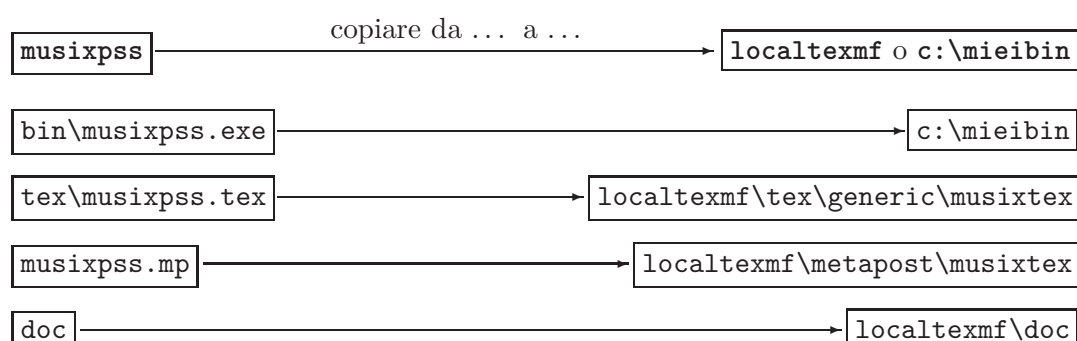 copiare da ... a ...
musixpss localtexmf o c:\mieibin
bin\musixpss.exe c:\mieibin
tex\musixpss.tex localtexmf\tex\generic\musixtex
musixpss.mp localtexmf\metapost\musixtex
doc localtexmf\doc